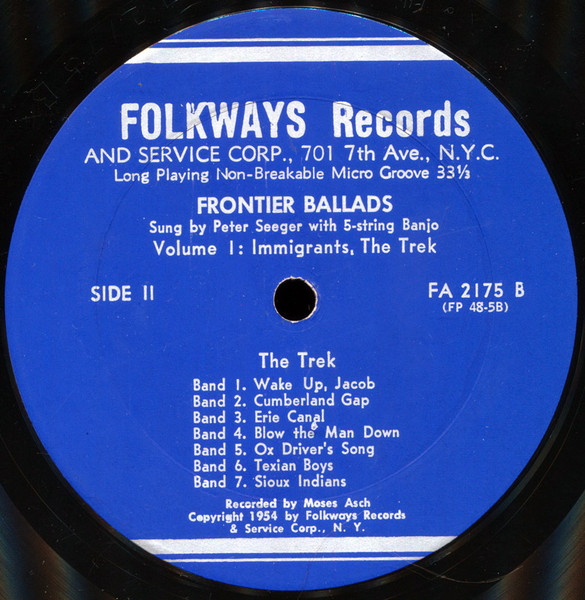 FOLKWAYS Records
AND SERVICE CORP., 701 7th Ave., N.Y.C.
Long Playing Non-Breakable Micro Groove 33⅓
FRONTIER BALLADS
Sung by Peter Seeger with 5-string Banjo
Volume 1: Immigrants, The Trek
SIDE II
FA 2175 B
(FP 48-5B)
The Trek
Band 1. Wake Up, Jacob
Band 2. Cumberland Gap
Band 3. Erie Canal
Band 4. Blow the Man Down
Band 5. Ox Driver's Song
Band 6. Texian Boys
Band 7. Sioux Indians
Recorded by Moses Asch
Copyright 1954 by Folkways Records
& Service Corp., N. Y.